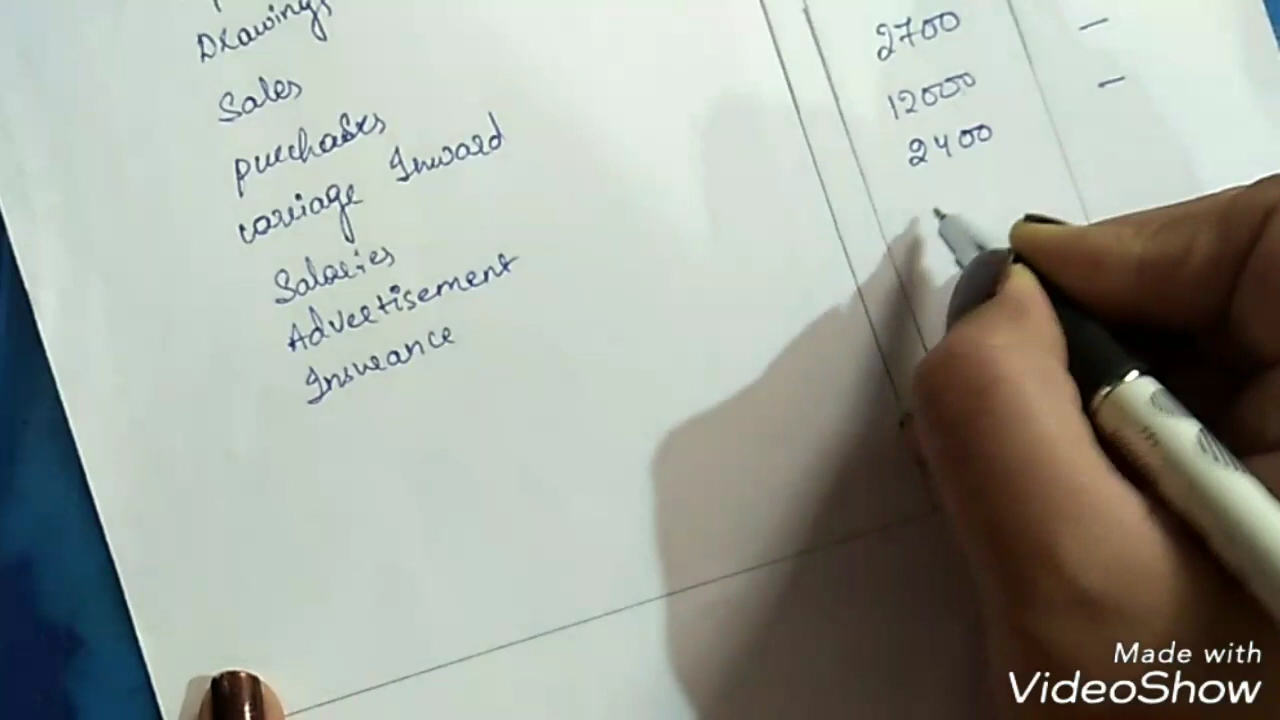 Drawings
Sales
purchases
carriage Inward
Salaries
Advertisement
Insurance
2700 –
12000 –
2400
Made with
VideoShow